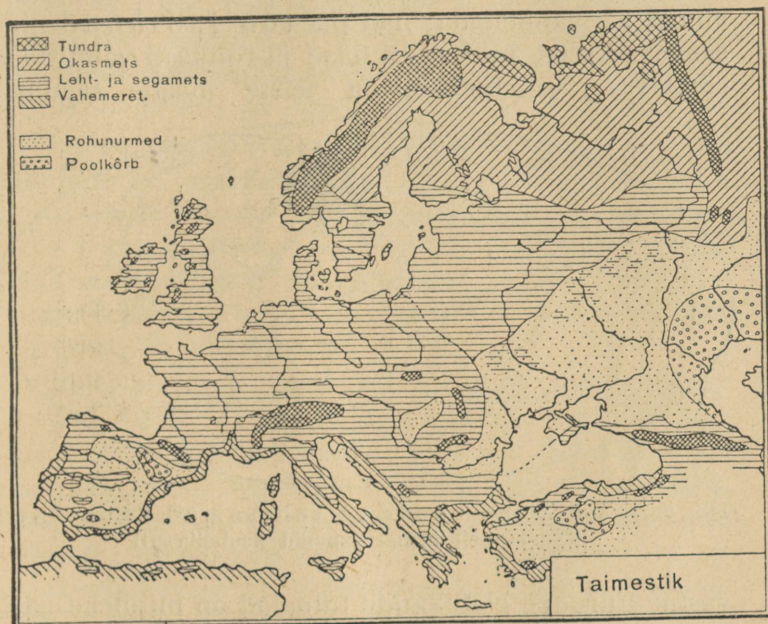 Tundra
Okasmets
Leht- ja segamets
Vahemeret.
Rohunurmed
Poolkõrb
Taimestik